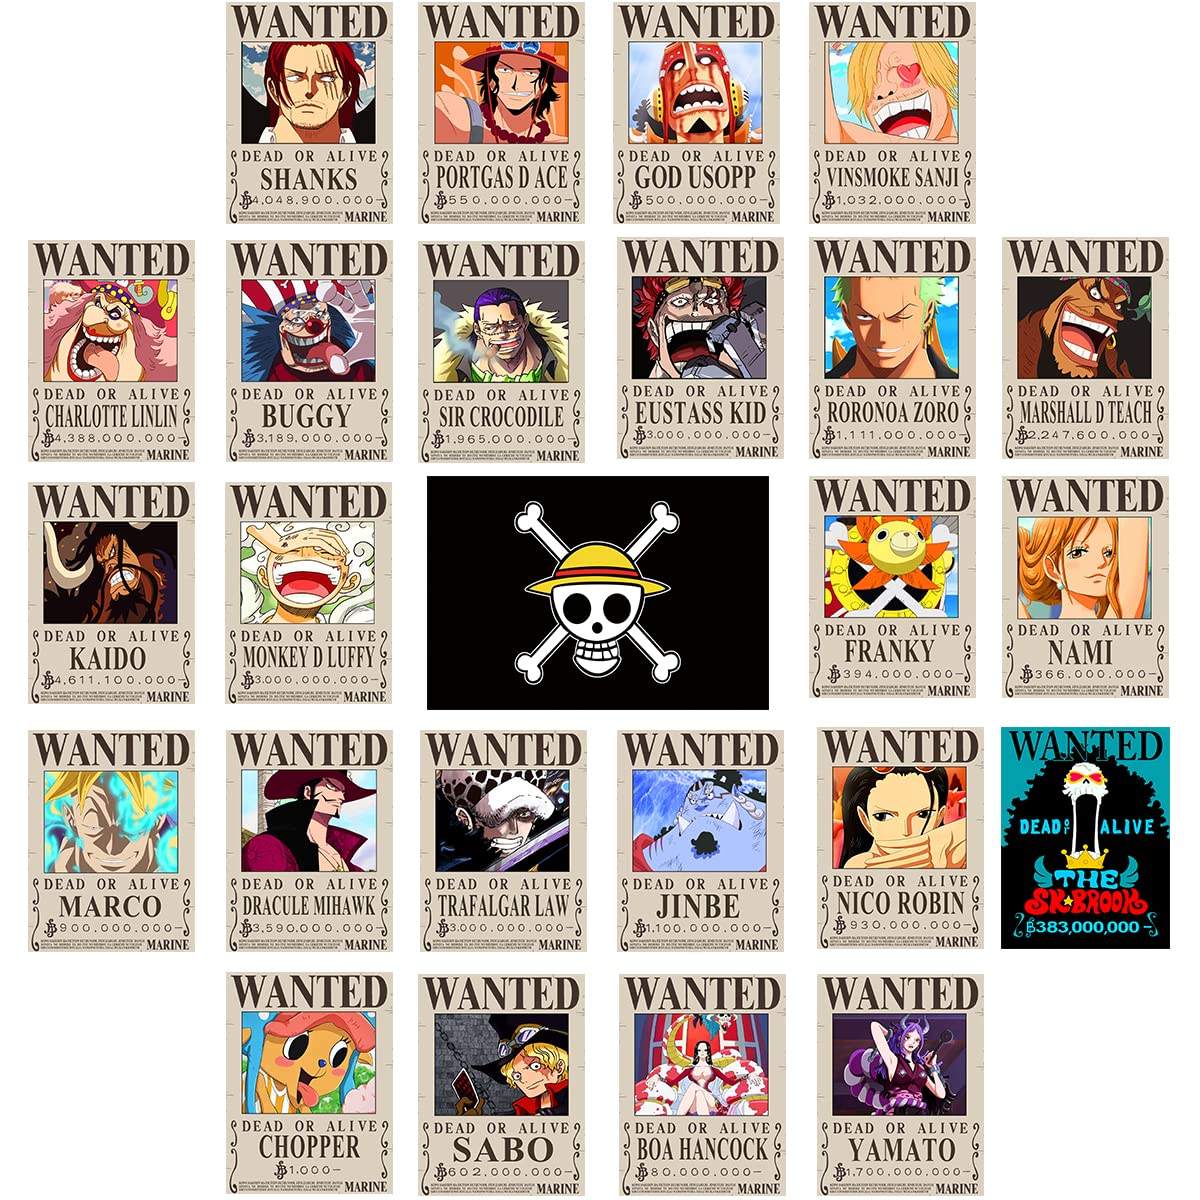 WANTED
DEAD OR ALIVE
SHANKS
฿4,048,900,000-
MARINE
WANTED
DEAD OR ALIVE
PORTGAS D ACE
฿550,000,000-
MARINE
WANTED
DEAD OR ALIVE
GOD USOPP
฿500,000,000-
MARINE
WANTED
DEAD OR ALIVE
VINSMOKE SANJI
฿1,032,000,000-
MARINE
WANTED
DEAD OR ALIVE
CHARLOTTE LINLIN
฿4,388,000,000-
MARINE
WANTED
DEAD OR ALIVE
BUGGY
฿3,189,000,000-
MARINE
WANTED
DEAD OR ALIVE
SIR CROCODILE
฿1,965,000,000-
MARINE
WANTED
DEAD OR ALIVE
EUSTASS KID
฿3,000,000,000-
MARINE
WANTED
DEAD OR ALIVE
RORONOA ZORO
฿1,111,000,000-
MARINE
WANTED
DEAD OR ALIVE
MARSHALL D TEACH
฿2,247,600,000-
MARINE
WANTED
DEAD OR ALIVE
KAIDO
฿4,611,100,000-
MARINE
WANTED
DEAD OR ALIVE
MONKEY D LUFFY
฿3,000,000,000-
MARINE
WANTED
DEAD OR ALIVE
FRANKY
฿394,000,000-
MARINE
WANTED
DEAD OR ALIVE
NAMI
฿366,000,000-
MARINE
WANTED
DEAD OR ALIVE
MARCO
฿900,000,000-
MARINE
WANTED
DEAD OR ALIVE
DRACULE MIHAWK
฿3,590,000,000-
MARINE
WANTED
DEAD OR ALIVE
TRAFALGAR LAW
฿3,000,000,000-
MARINE
WANTED
DEAD OR ALIVE
JINBE
฿1,100,000,000-
MARINE
WANTED
DEAD OR ALIVE
NICO ROBIN
฿930,000,000-
MARINE
WANTED
DEAD OR ALIVE
THE
SK★BROOK
฿383,000,000-
WANTED
DEAD OR ALIVE
CHOPPER
฿1,000-
MARINE
WANTED
DEAD OR ALIVE
SABO
฿602,000,000-
MARINE
WANTED
DEAD OR ALIVE
BOA HANCOCK
฿80,000,000-
MARINE
WANTED
DEAD OR ALIVE
YAMATO
฿1,700,000,000-
MARINE